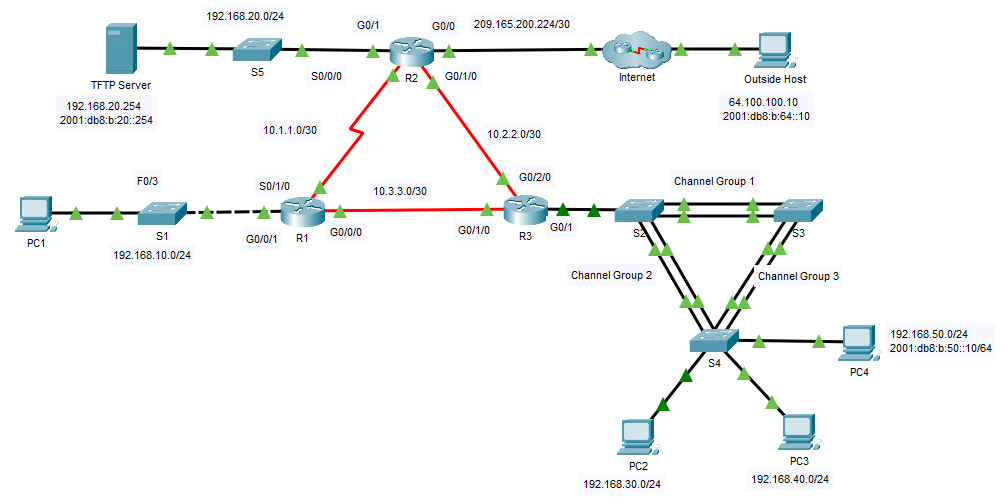 192.168.20.0/24
G0/1
G0/0
209.165.200.224/30
TFTP Server
S5
S0/0/0
R2
G0/1/0
Internet
Outside Host
192.168.20.254
2001:db8:b:20::254
64.100.100.10
2001:db8:b:64::10
10.1.1.0/30
10.2.2.0/30
F0/3
S0/1/0
10.3.3.0/30
G0/2/0
Channel Group 1
PC1
S1
G0/0/1
R1
G0/0/0
G0/1/0
R3
G0/1
S2
S3
192.168.10.0/24
Channel Group 2
Channel Group 3
S4
192.168.50.0/24
2001:db8:b:50::10/64
PC4
PC2
PC3
192.168.30.0/24
192.168.40.0/24